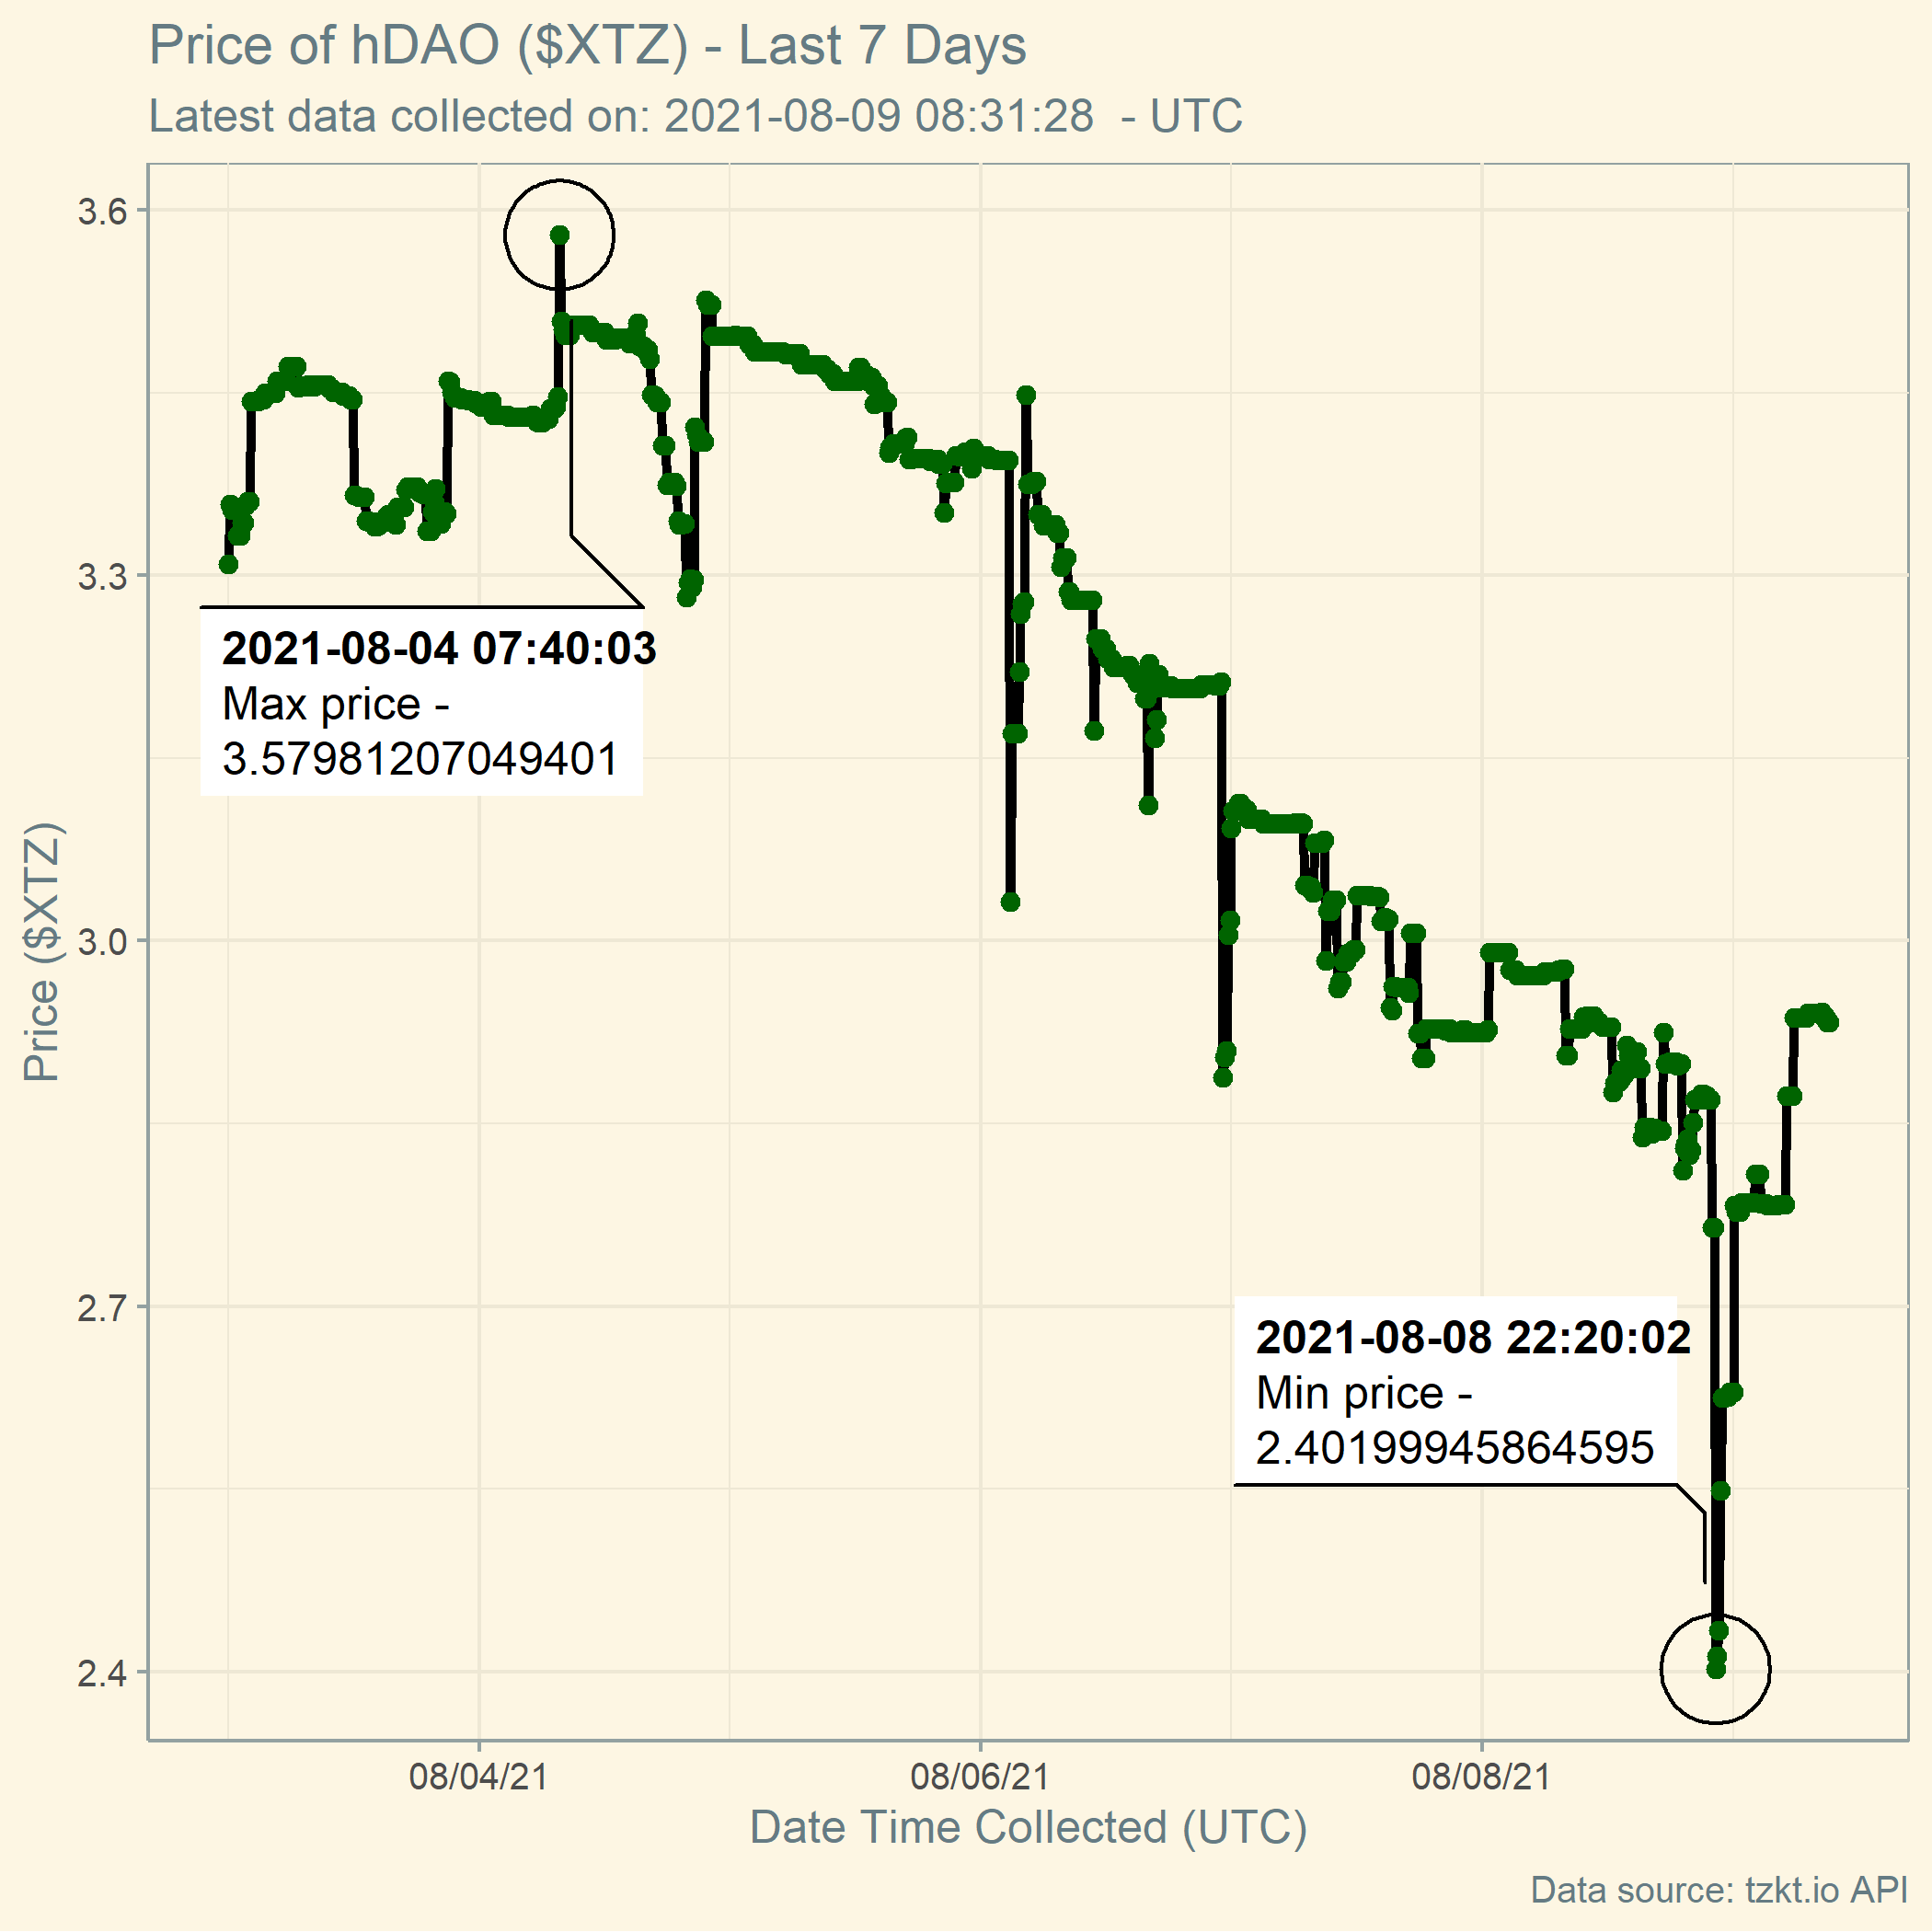 Price of hDAO ($XTZ) - Last 7 Days
Latest data collected on: 2021-08-09 08:31:28  - UTC
3.6
3.3
3.0
2.7
2.4
Price ($XTZ)
2021-08-04 07:40:03
Max price -
3.57981207049401
2021-08-08 22:20:02
Min price -
2.40199945864595
08/04/21
08/06/21
08/08/21
Date Time Collected (UTC)
Data source: tzkt.io API